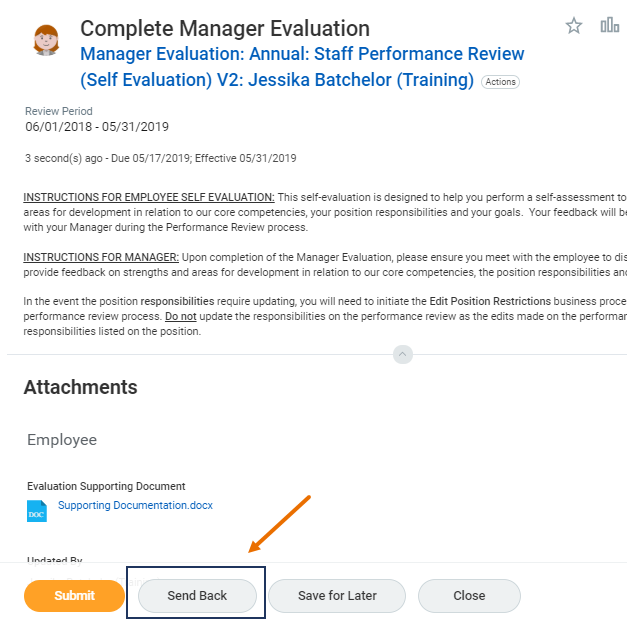 Complete Manager Evaluation
Manager Evaluation: Annual: Staff Performance Review
(Self Evaluation) V2: Jessika Batchelor (Training) Actions
Review Period
06/01/2018 - 05/31/2019
3 second(s) ago - Due 05/17/2019; Effective 05/31/2019
INSTRUCTIONS FOR EMPLOYEE SELF EVALUATION: This self-evaluation is designed to help you perform a self-assessment to
areas for development in relation to our core competencies, your position responsibilities and your goals. Your feedback will
with your Manager during the Performance Review process.
INSTRUCTIONS FOR MANAGER: Upon completion of the Manager Evaluation, please ensure you meet with the employee to
provide feedback on strengths and areas for development in relation to our core competencies, the position responsibilities
In the event the position responsibilities require updating, you will need to initiate the Edit Position Restrictions business
performance review process. Do not update the responsibilities on the performance review as the edits made on the
responsibilities listed on the position.
Attachments
Employee
Evaluation Supporting Document
DOC Supporting Documentation.docx
Updated By
Submit Send Back Save for Later Close